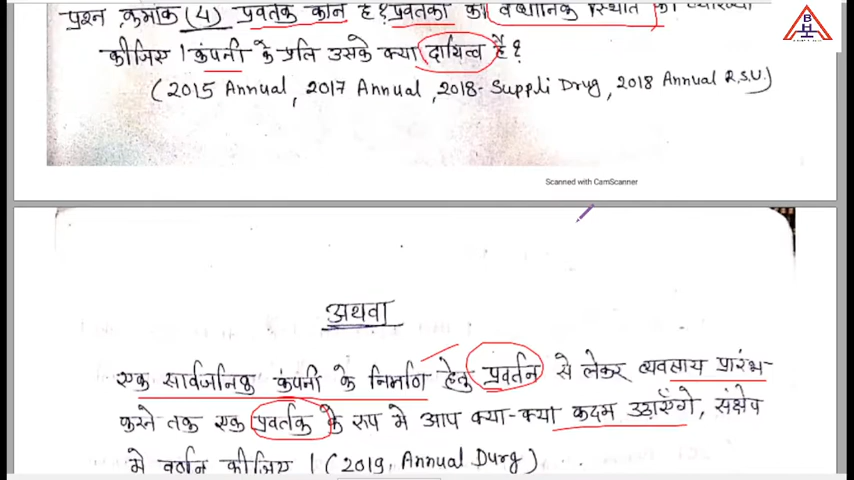 प्रश्न क्रमांक (4) प्रवर्तक कौन है? प्रवर्तकों की वैधानिक स्थिति की व्याख्या
कीजिए । कंपनी के प्रति उसके क्या दायित्व है?
(2015 Annual, 2017 Annual, 2018- Suppli Drug, 2018 Annual R.S.U.)
Scanned with CamScanner
अथवा
एक सार्वजनिक कंपनी के निर्माण हेतु प्रवर्तन से लेकर व्यवसाय प्रारंभ-
करने तक एक प्रवर्तक के रूप मे आप क्या-क्या कदम उठाएँगे, संक्षेप
मे वर्णन कीजिए । (2019, Annual Durg)